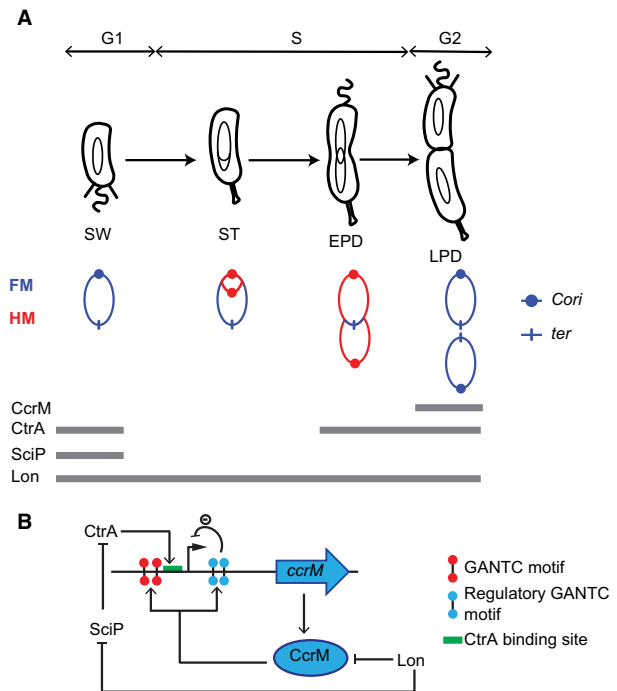 A
G1 S G2
SW ST EPD LPD
FM
HM
Cori
ter
CcrM
CtrA
SciP
Lon
B
CtrA
ccrM
SciP
CcrM
Lon
GANTC motif
Regulatory GANTC
motif
CtrA binding site